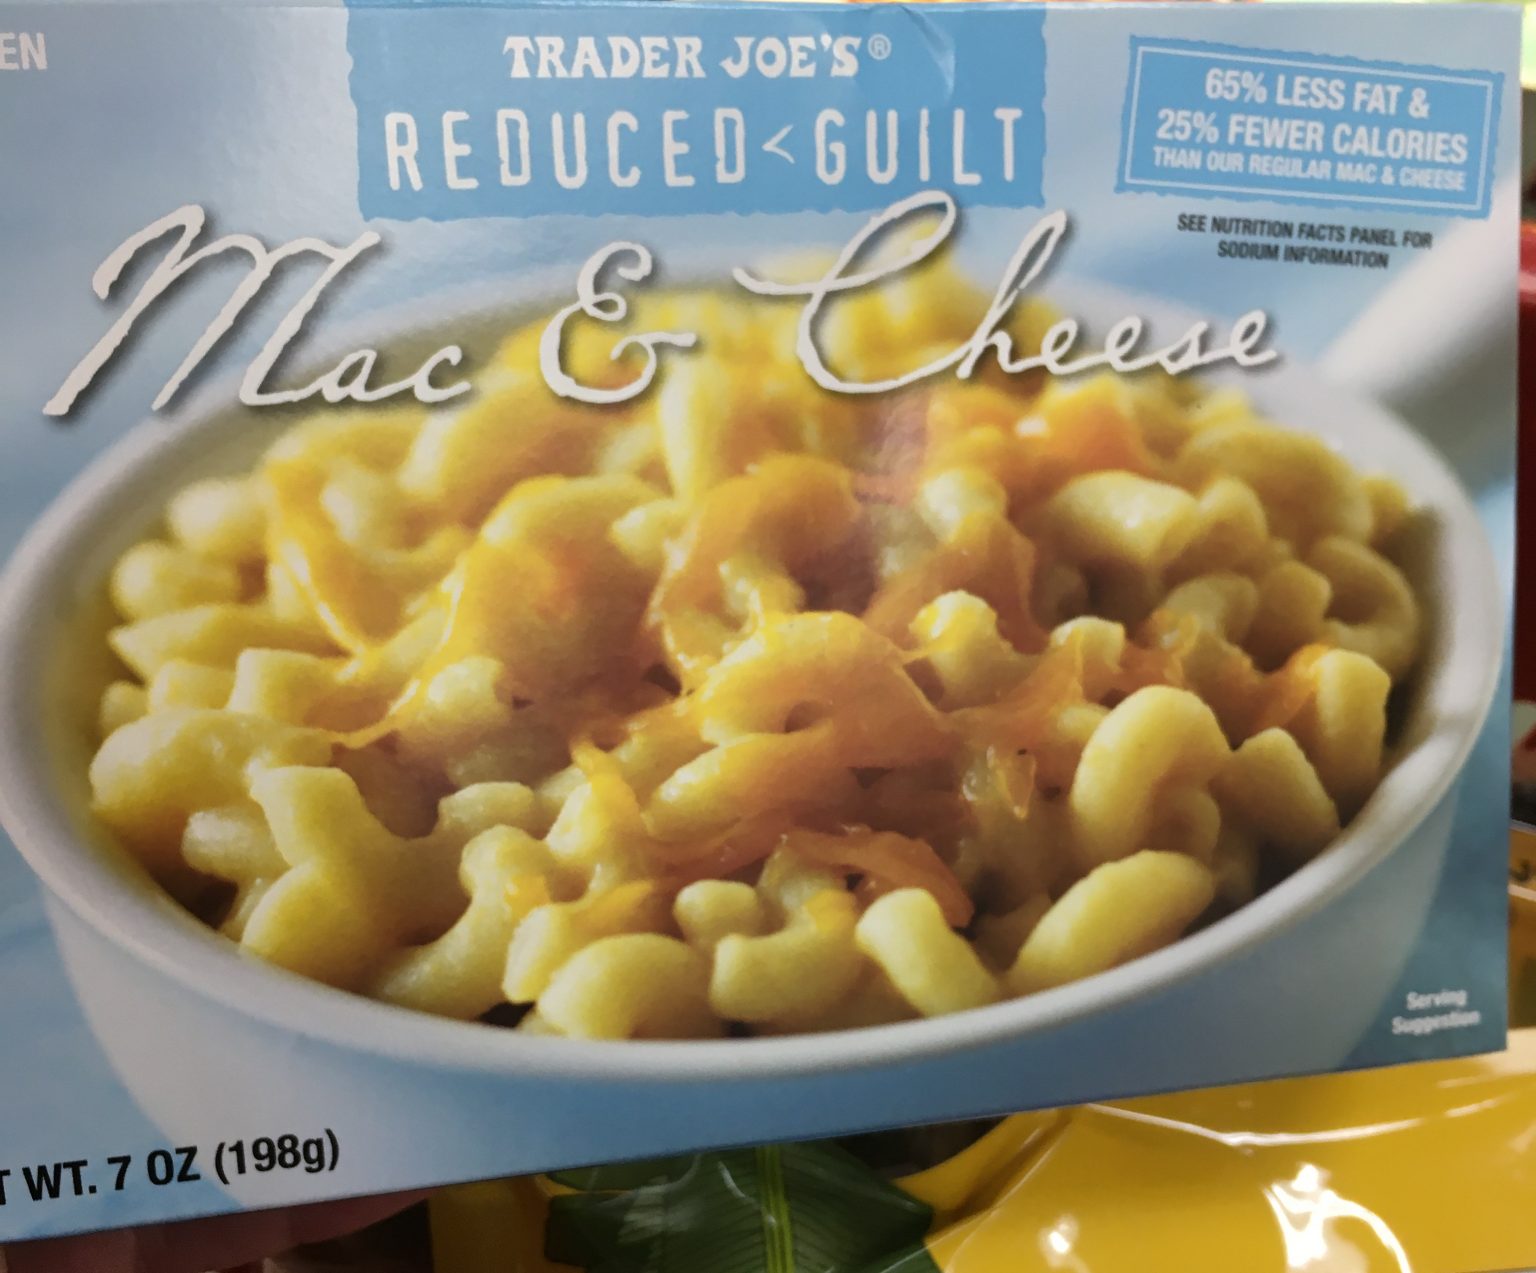 EN
TRADER JOE'S®
REDUCED<GUILT
Mac & Cheese
65% LESS FAT &
25% FEWER CALORIES
THAN OUR REGULAR MAC & CHEESE
SEE NUTRITION FACTS PANEL FOR
SODIUM INFORMATION
Serving
Suggestion
T WT. 7 OZ (198g)